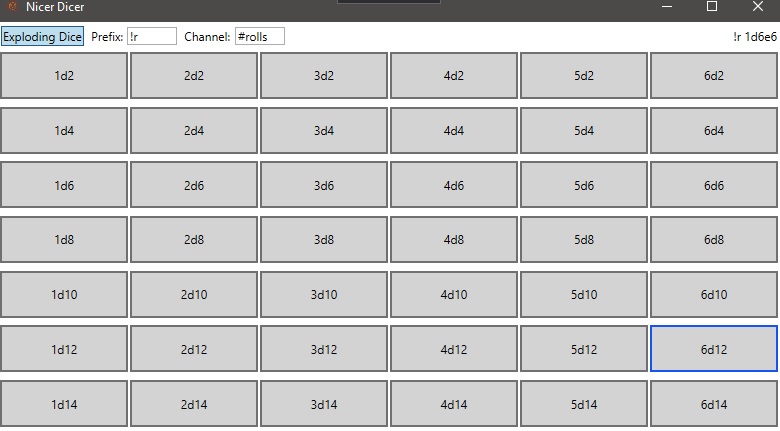 Nicer Dicer
Exploding Dice Prefix: !r Channel: #rolls !r 1d6e6
1d2 2d2 3d2 4d2 5d2 6d2
1d4 2d4 3d4 4d4 5d4 6d4
1d6 2d6 3d6 4d6 5d6 6d6
1d8 2d8 3d8 4d8 5d8 6d8
1d10 2d10 3d10 4d10 5d10 6d10
1d12 2d12 3d12 4d12 5d12 6d12
1d14 2d14 3d14 4d14 5d14 6d14